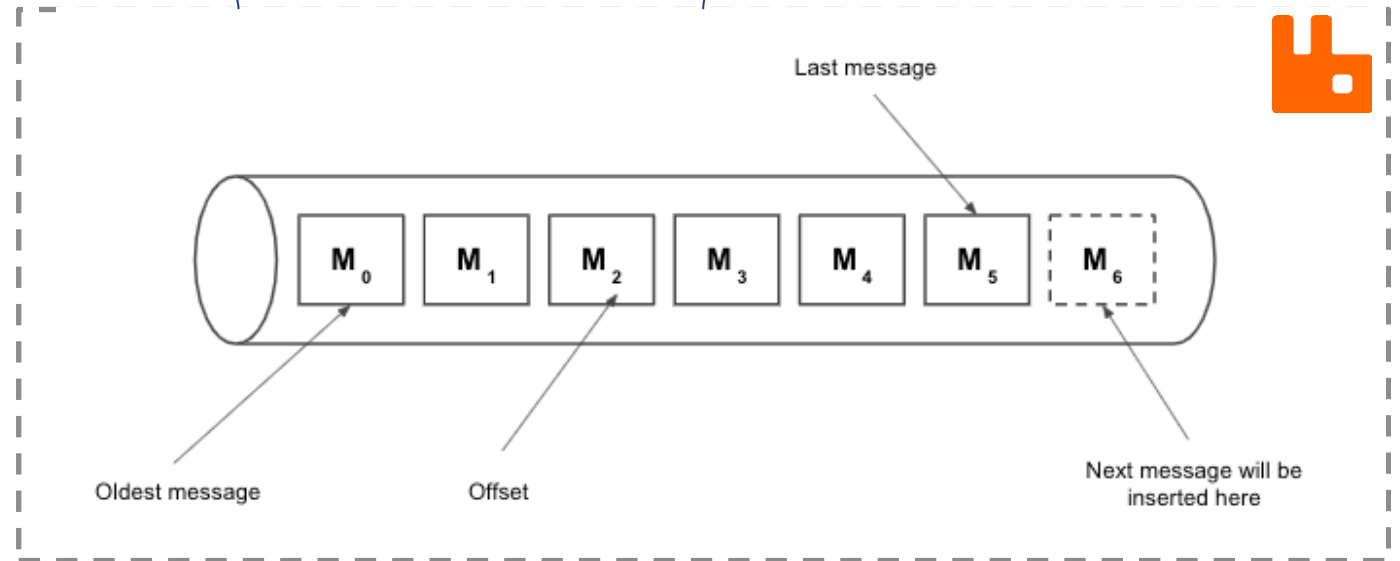 Last message
M0
M1
M2
M3
M4
M5
M6
Oldest message
Offset
Next message will be
inserted here